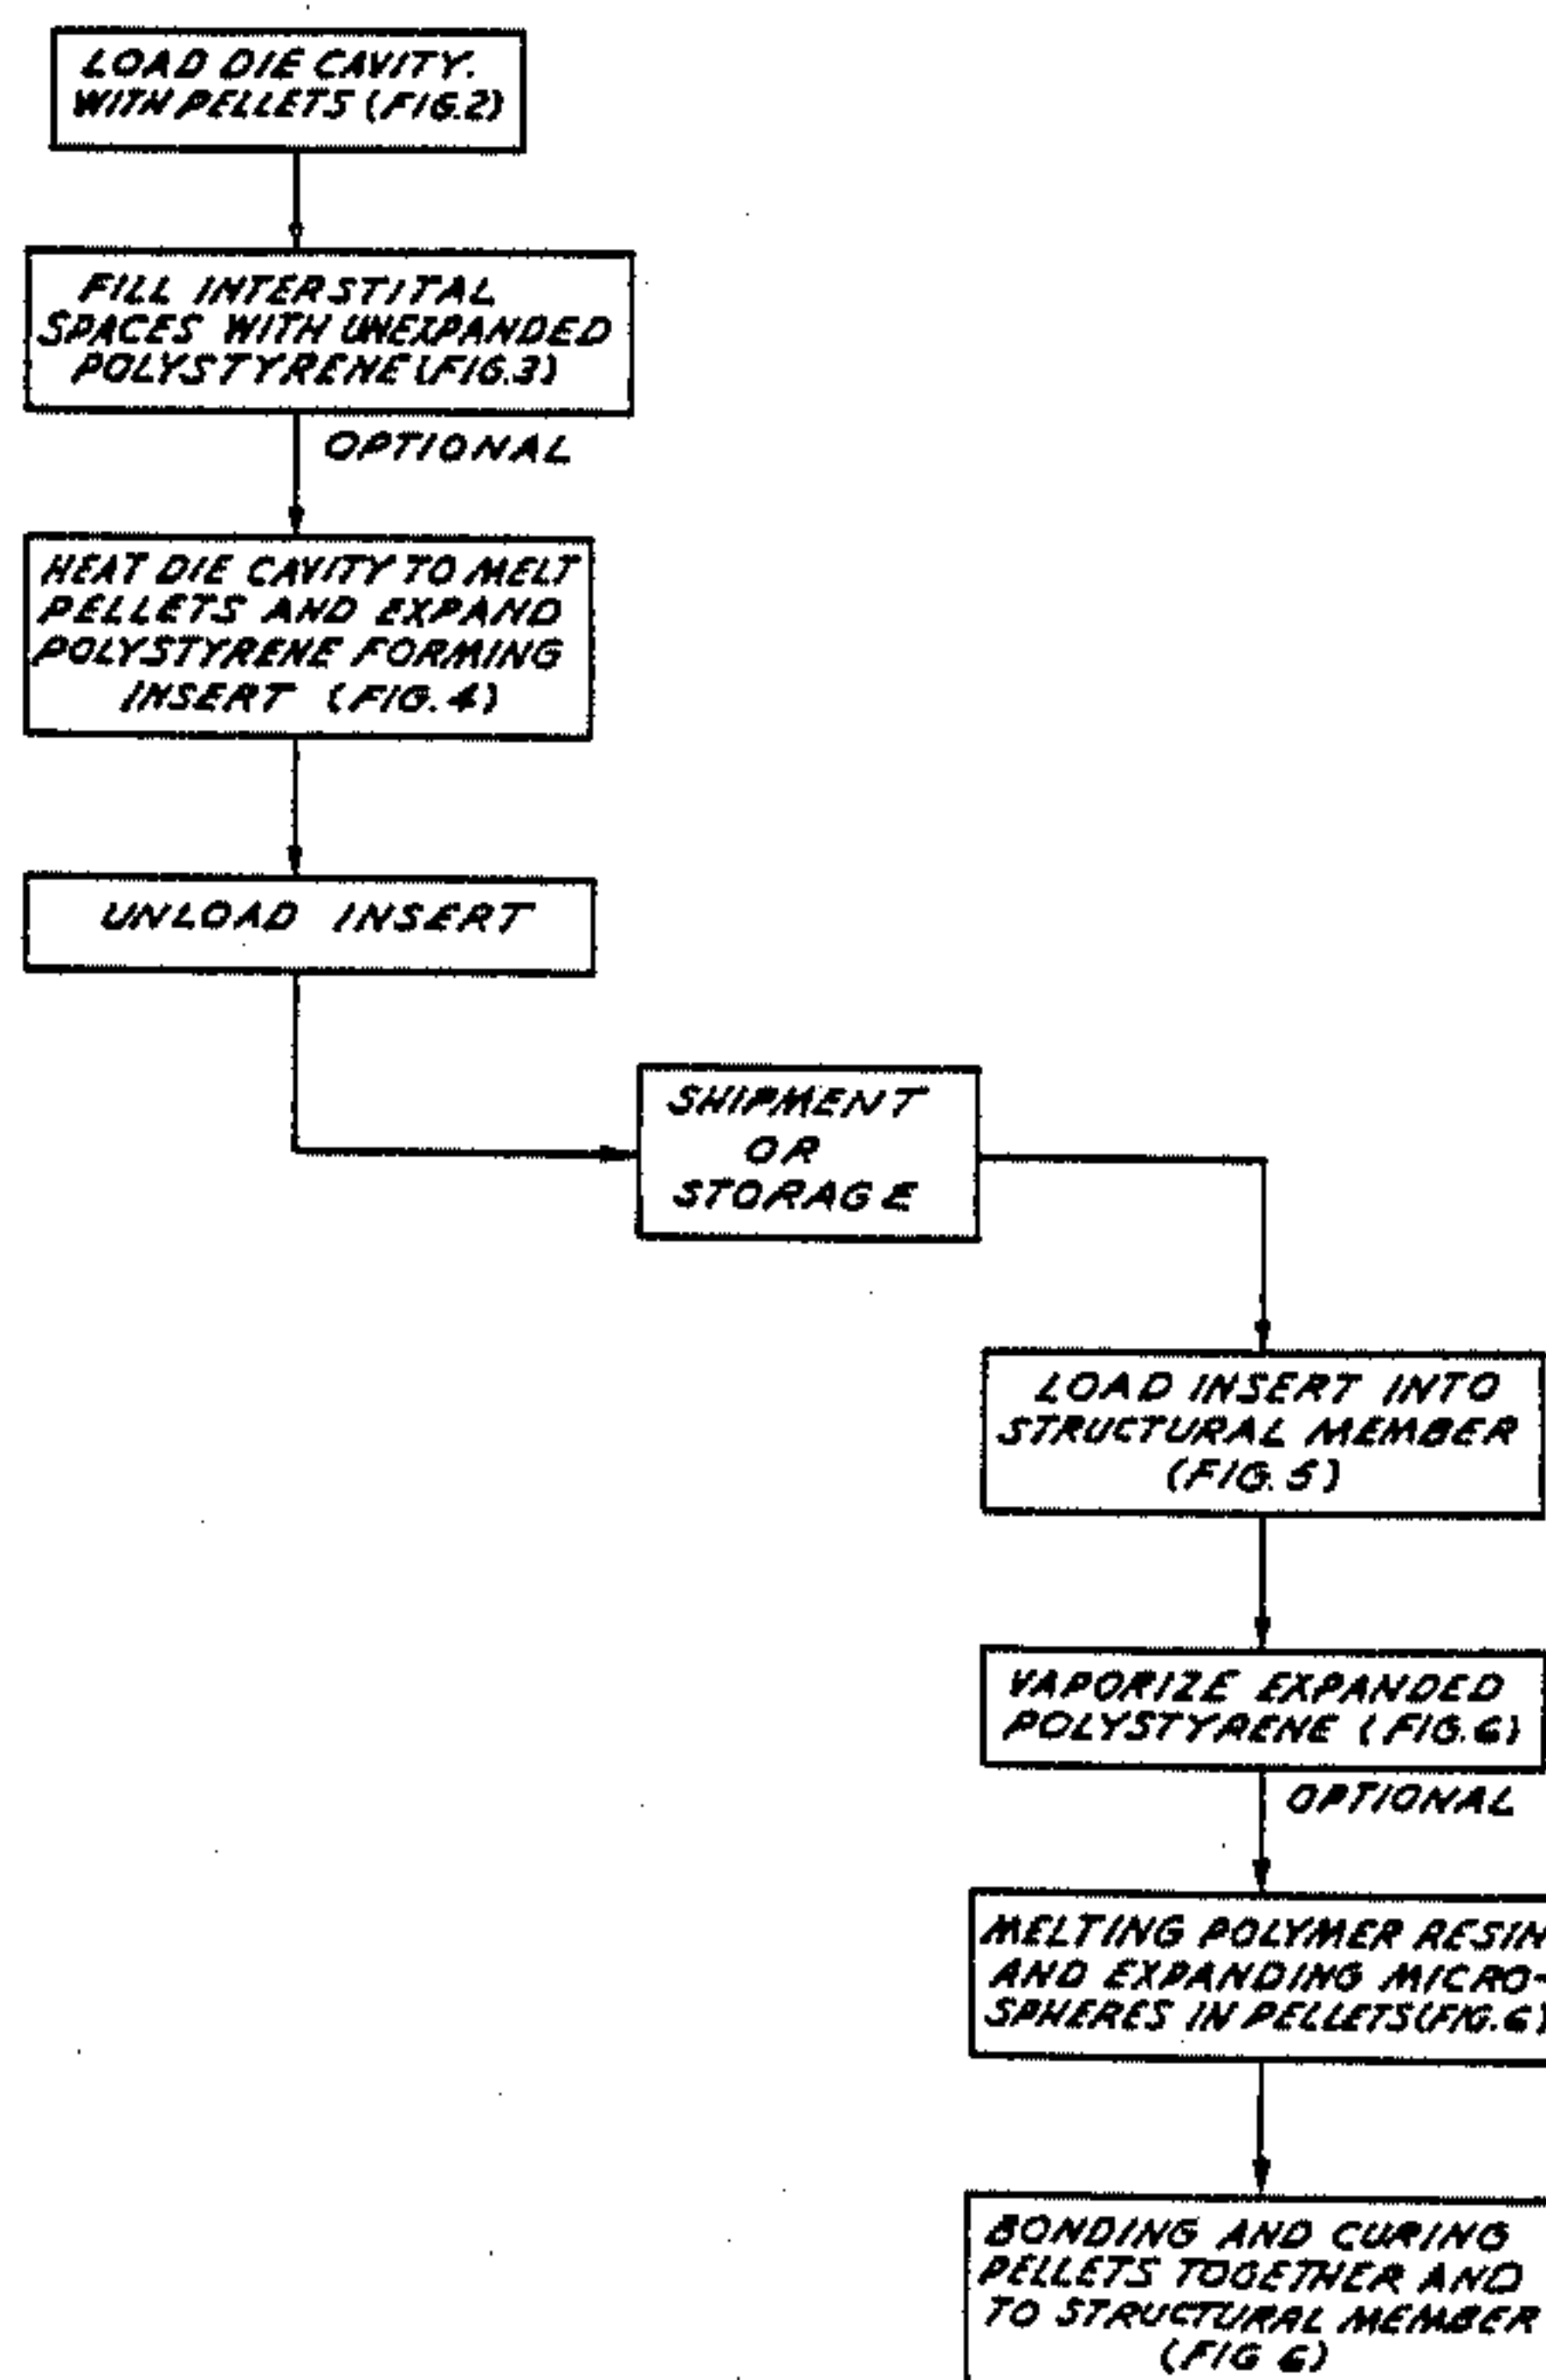 LOAD DIE CAVITY.
WITH PELLETS (FIG.2)
FILL INTERSTITAL
SPACES WITH UNEXPANDED
POLYSTYRENE (FIG.3)
OPTIONAL
HEAT DIE CAVITY TO MELT
PELLETS AND EXPAND
POLYSTYRENE FORMING
INSERT (FIG.4)
UNLOAD INSERT
SHIPMENT
OR
STORAGE
LOAD INSERT INTO
STRUCTURAL MEMBER
(FIG.5)
VAPORIZE EXPANDED
POLYSTYRENE (FIG.6)
OPTIONAL
MELTING POLYMER RESIN
AND EXPANDING MICRO-
SPHERES IN PELLETS (FIG.6)
BONDING AND CURING
PELLETS TOGETHER AND
TO STRUCTURAL MEMBER
(FIG 6)